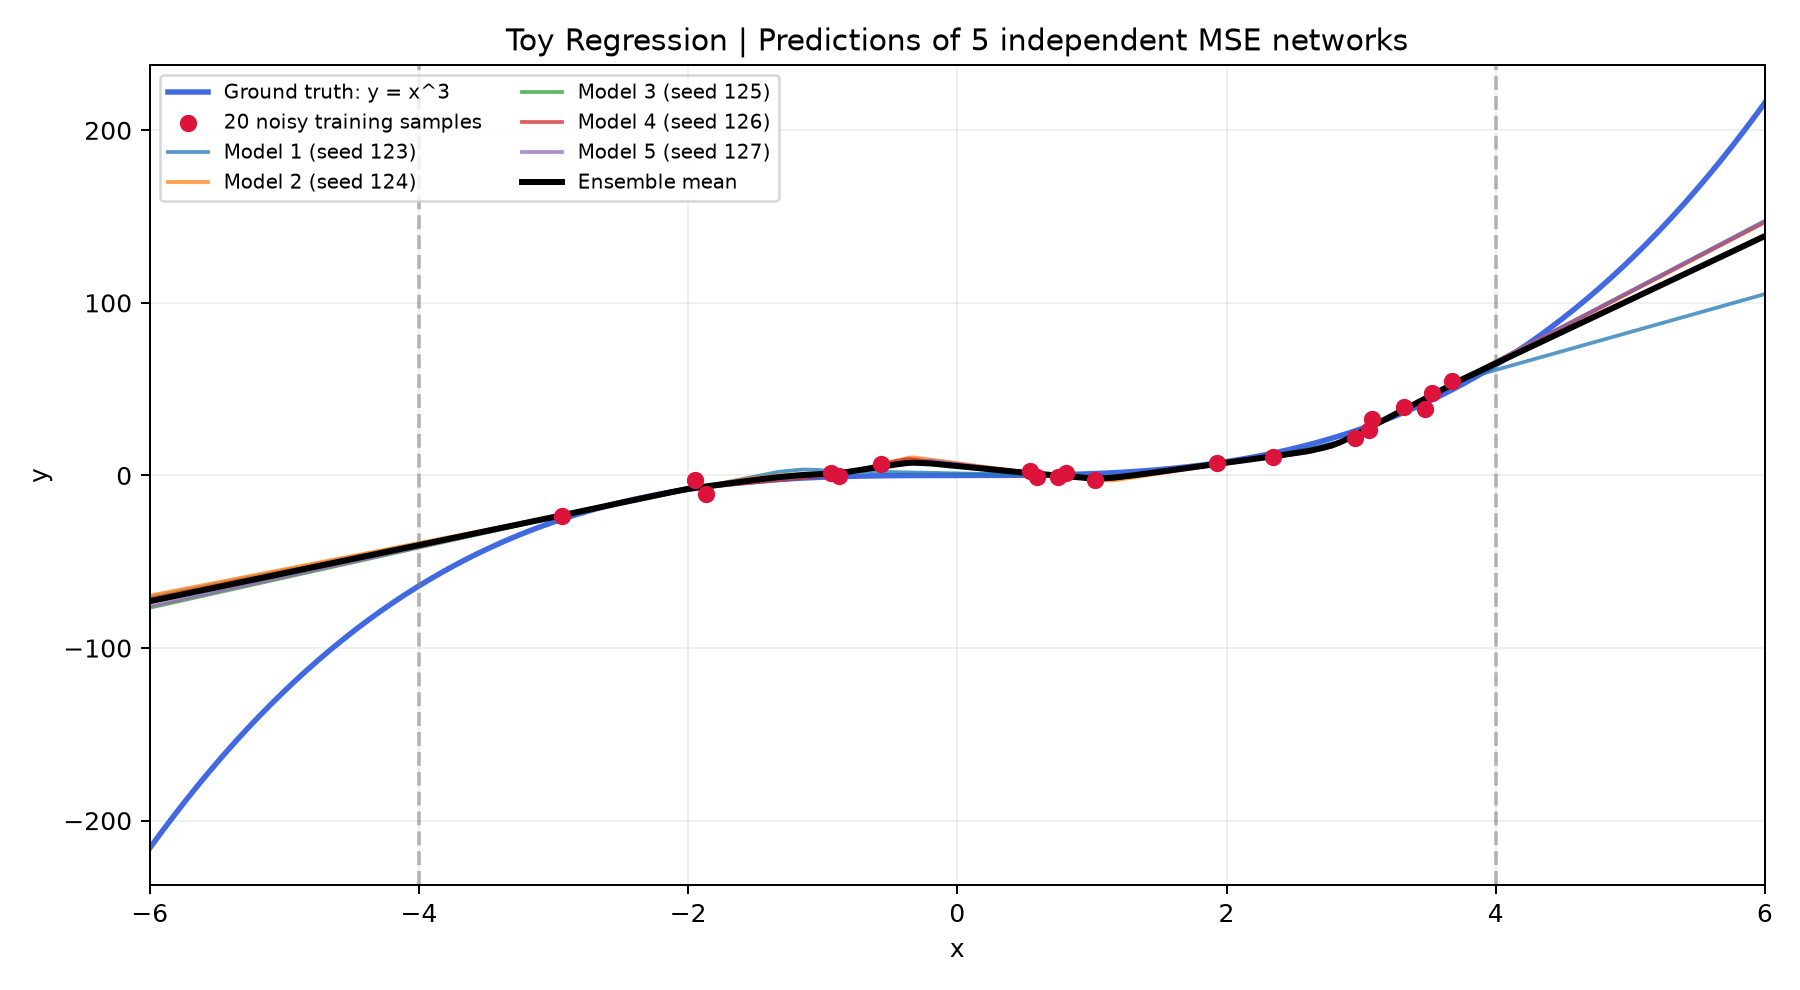 Toy Regression | Predictions of 5 independent MSE networks
Ground truth: y = x^3
20 noisy training samples
Model 1 (seed 123)
Model 2 (seed 124)
Model 3 (seed 125)
Model 4 (seed 126)
Model 5 (seed 127)
Ensemble mean
200
100
0
−100
−200
y
−6 −4 −2 0 2 4 6
x